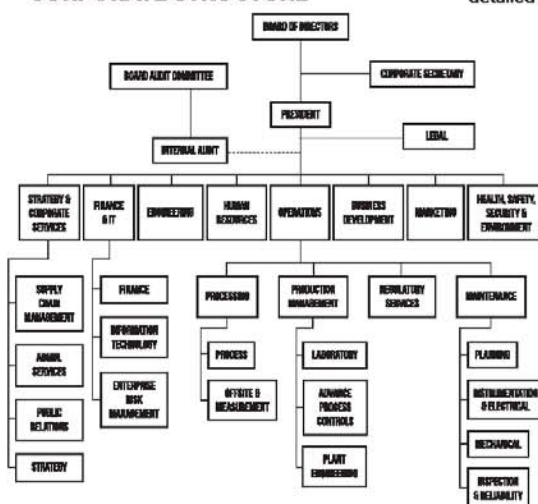 CORPORATE STRUCTURE
detailed
BOARD OF DIRECTORS
BOARD AUDIT COMMITTEE
CORPORATE SECRETARY
PRESIDENT
LEGAL
INTERNAL AUDIT
STRATEGY &
CORPORATE
SERVICES
FINANCE
& IT
ENGINEERING
HUMAN
RESOURCES
OPERATIONS
BUSINESS
DEVELOPMENT
MARKETING
HEALTH, SAFETY,
SECURITY &
ENVIRONMENT
SUPPLY
CHAIN
MANAGEMENT
ADMIN.
SERVICES
PUBLIC
RELATIONS
STRATEGY
FINANCE
INFORMATION
TECHNOLOGY
ENTERPRISE
RISK
MANAGEMENT
PROCESSING
PROCESS
OFFSITE &
MEASUREMENT
PRODUCTION
MANAGEMENT
LABORATORY
ADVANCE
PROCESS
CONTROLS
PLANT
ENGINEERING
REGULATORY
SERVICES
MAINTENANCE
PLANNING
INSTRUMENTATION
& ELECTRICAL
MECHANICAL
INSPECTION
& RELIABILITY